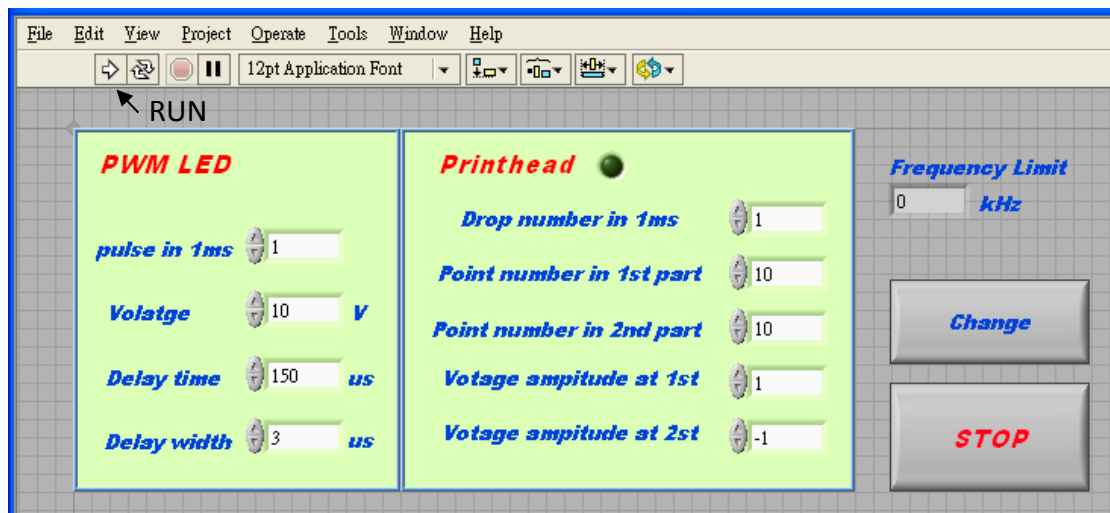 File Edit View Project Operate Tools Window Help
12pt Application Font
RUN
PWM LED
pulse in 1ms 1
Volatge 10 V
Delay time 150 us
Delay width 3 us
Printhead
Drop number in 1ms 1
Point number in 1st part 10
Point number in 2nd part 10
Votage ampitude at 1st 1
Votage ampitude at 2st -1
Frequency Limit
0 kHz
Change
STOP